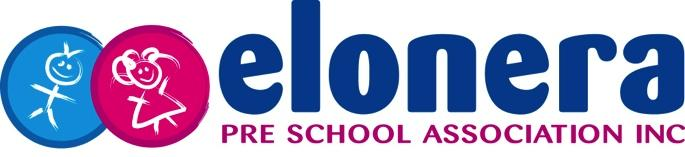 elonera
PRE SCHOOL ASSOCIATION INC